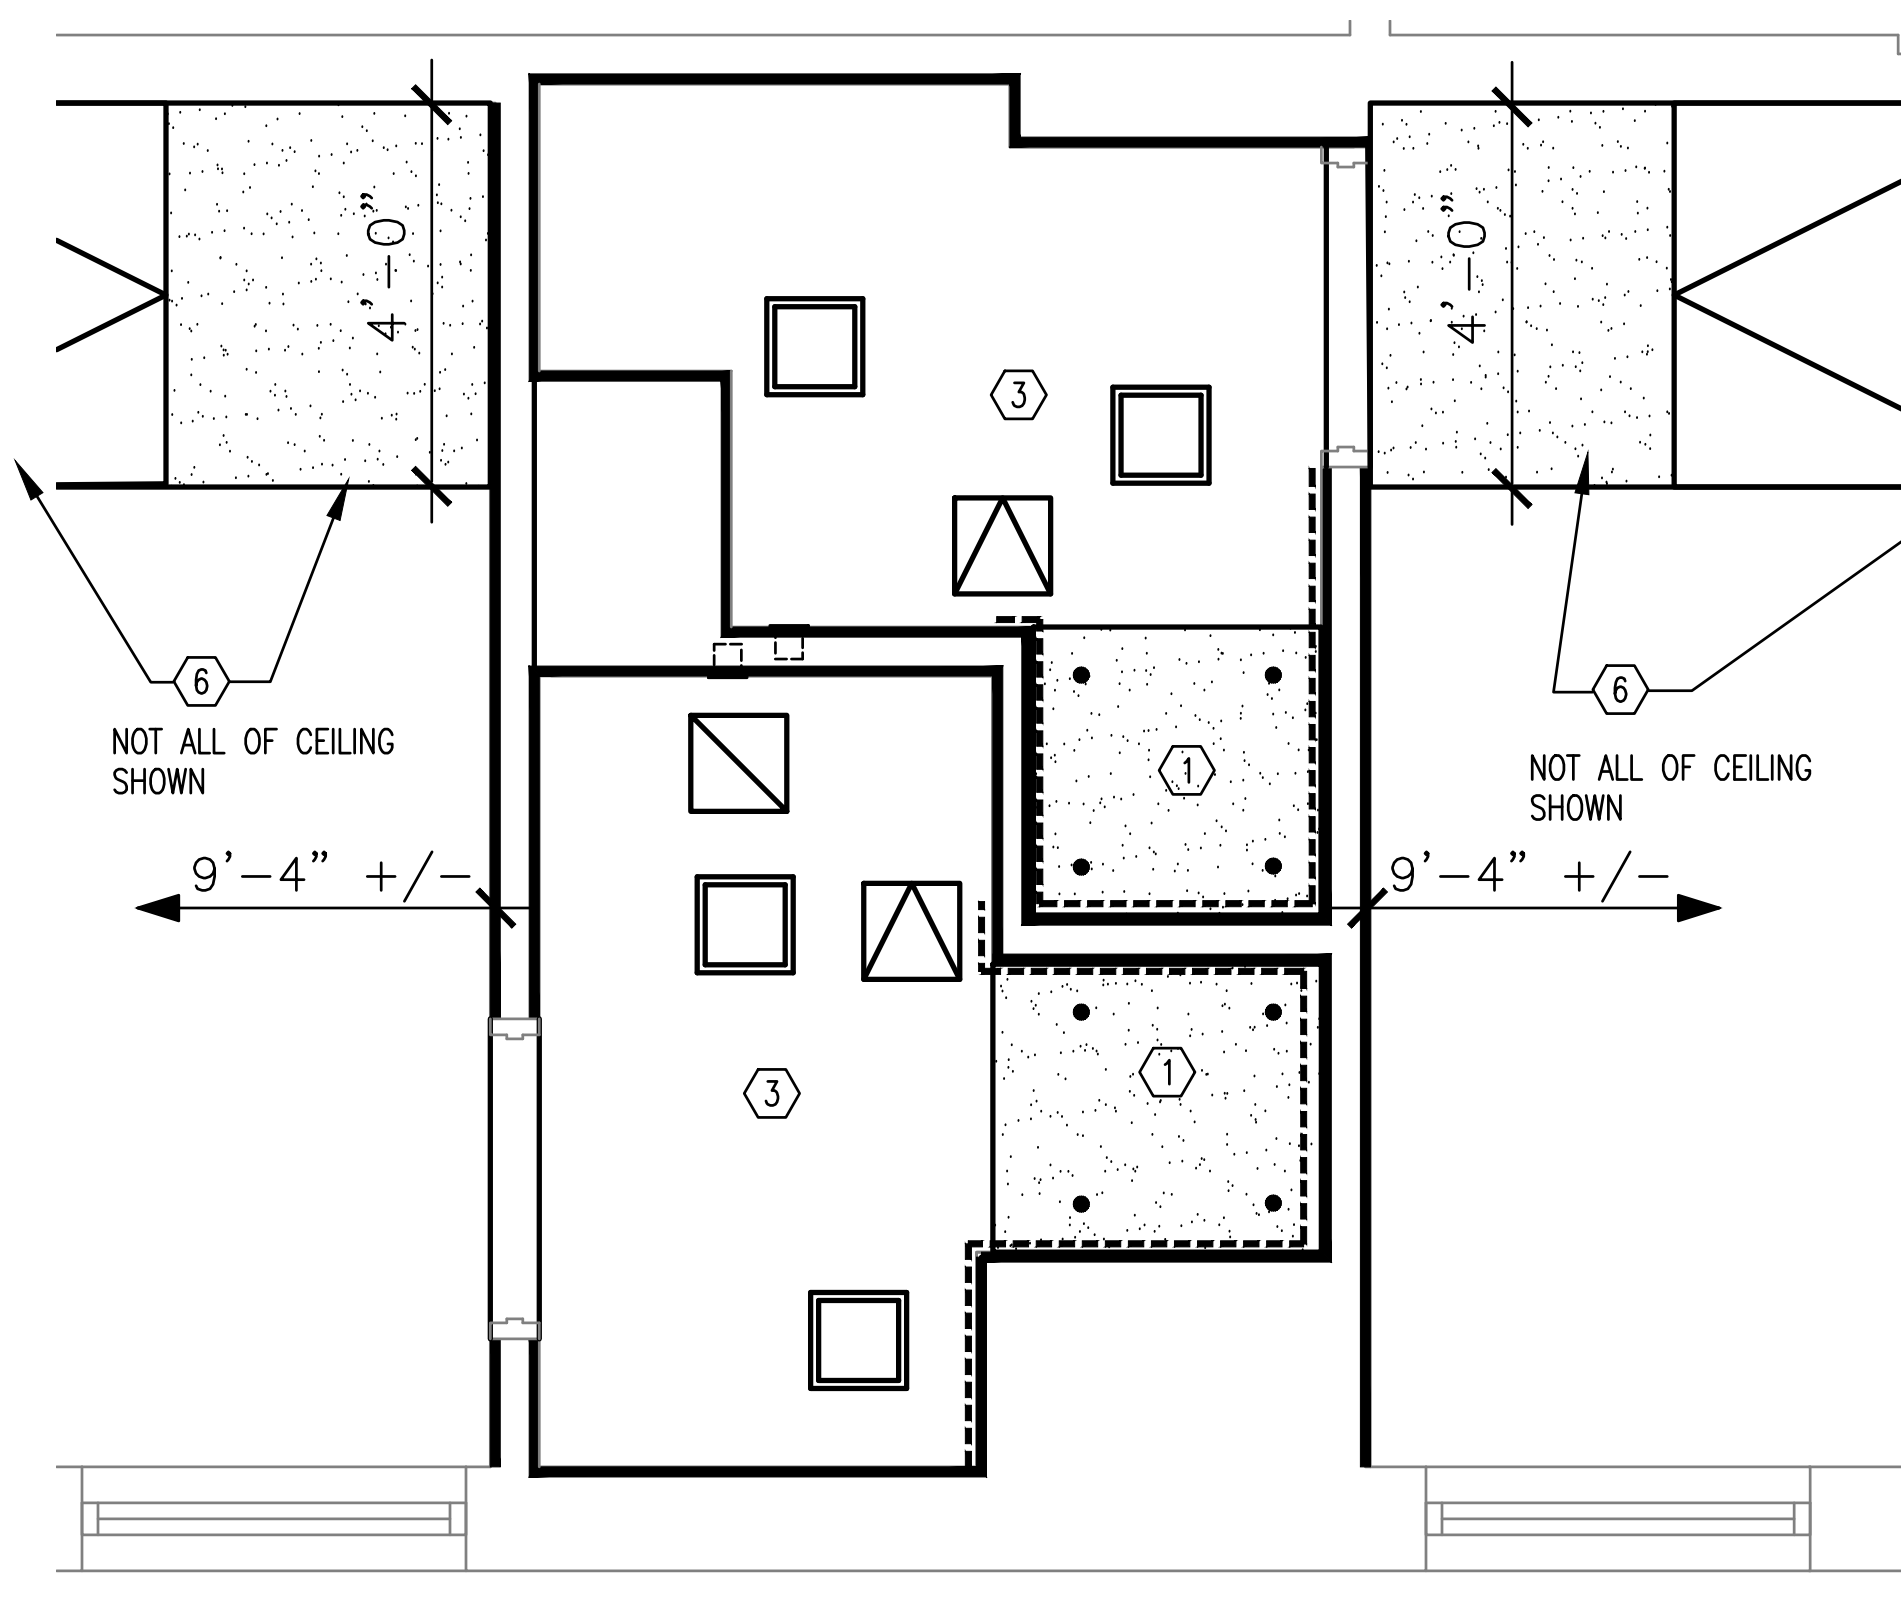 4'-0"
4'-0"
3
6
NOT ALL OF CEILING
SHOWN
6
NOT ALL OF CEILING
SHOWN
1
9'-4" +/-
9'-4" +/-
3
1